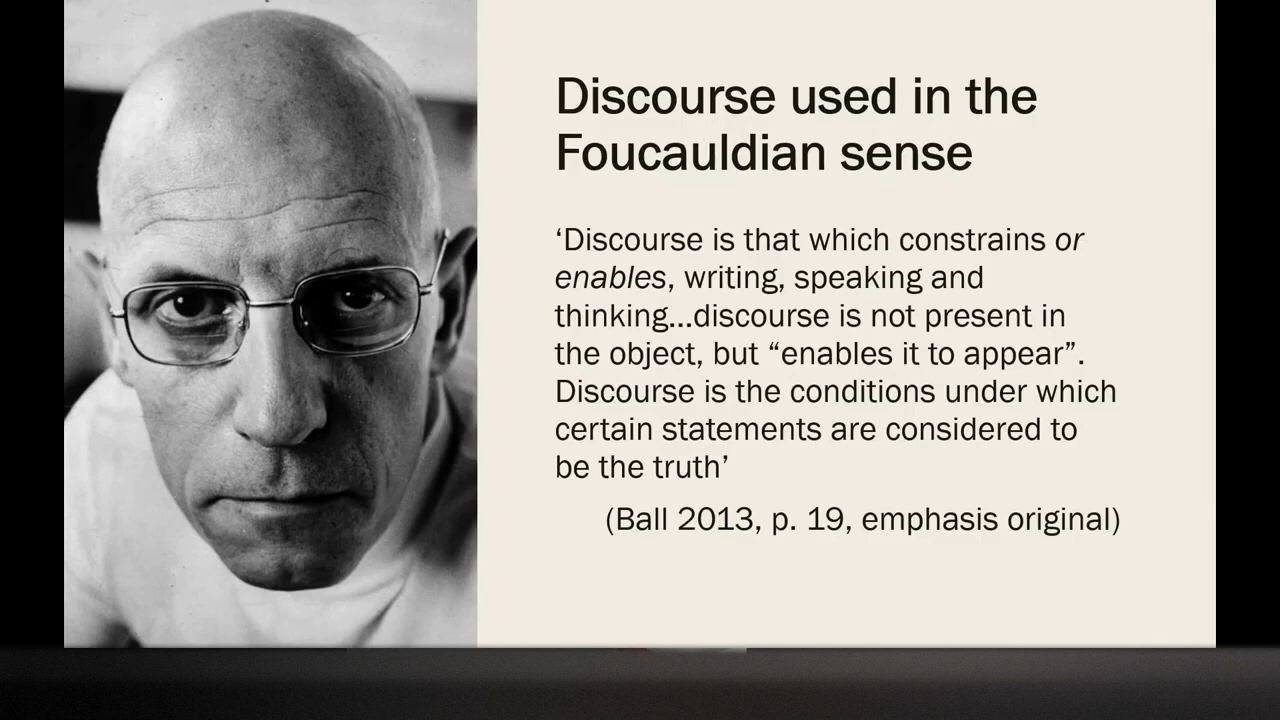 Discourse used in the
Foucauldian sense
‘Discourse is that which constrains or
enables, writing, speaking and
thinking...discourse is not present in
the object, but “enables it to appear”.
Discourse is the conditions under which
certain statements are considered to
be the truth’
(Ball 2013, p. 19, emphasis original)